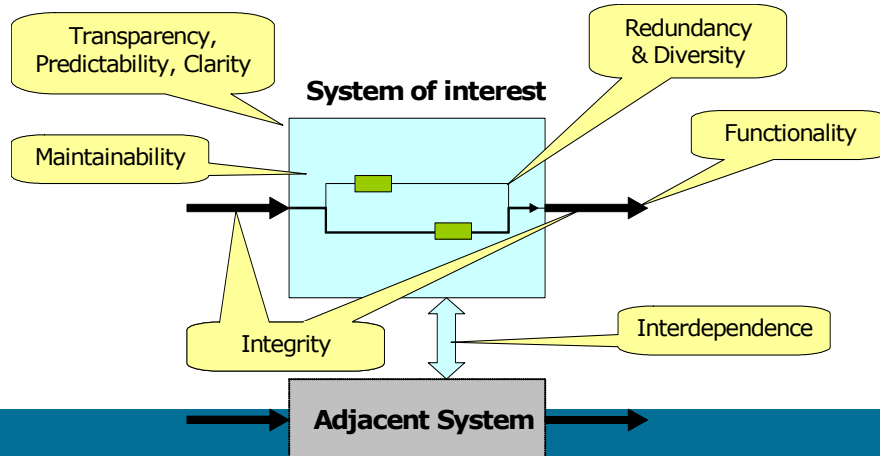 Transparency,
Predictability, Clarity
Redundancy
& Diversity
System of interest
Functionality
Maintainability
Integrity
Interdependence
Adjacent System